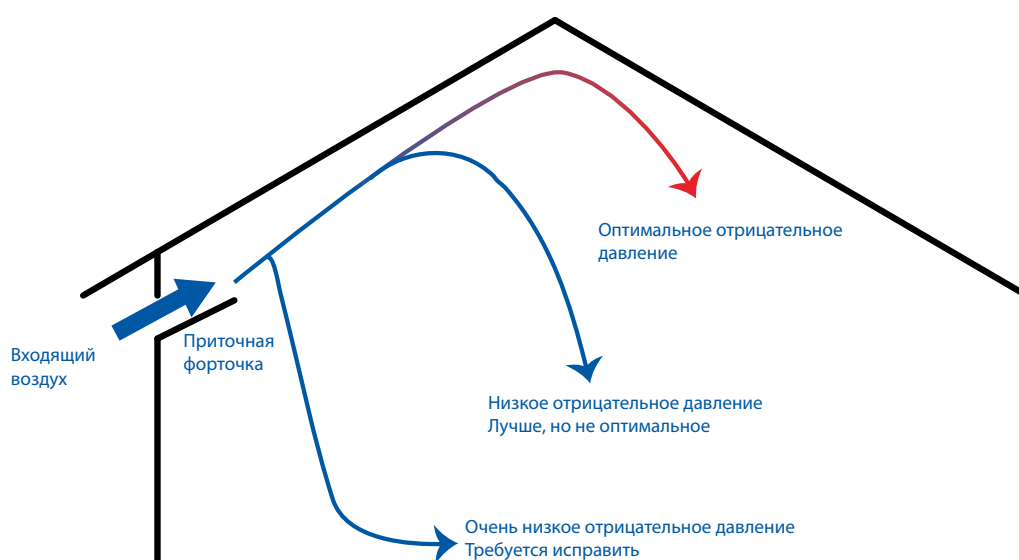 Оптимальное отрицательное
давление
Входящий
воздух
Приточная
форточка
Низкое отрицательное давление
Лучше, но не оптимальное
Очень низкое отрицательное давление
Требуется исправить